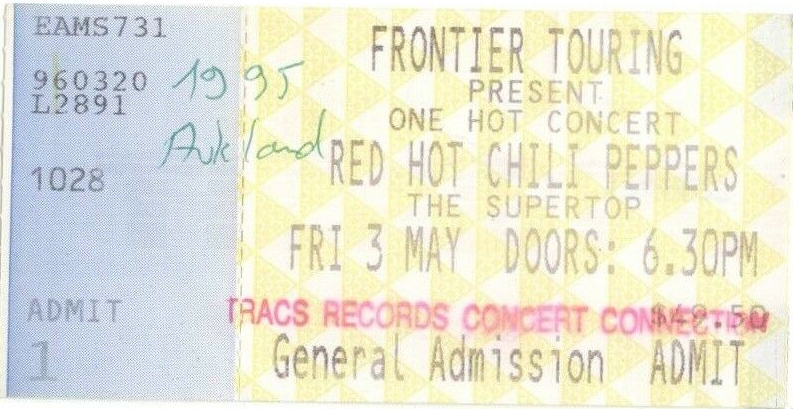 EAMS731
960320
L2891
1028
ADMIT
1
1995
Aukland
FRONTIER TOURING
PRESENT
ONE HOT CONCERT
RED HOT CHILI PEPPERS
THE SUPERTOP
FRI 3 MAY DOORS: 6.30PM
TRACS RECORDS CONCERT CONNECTION
General Admission ADMIT